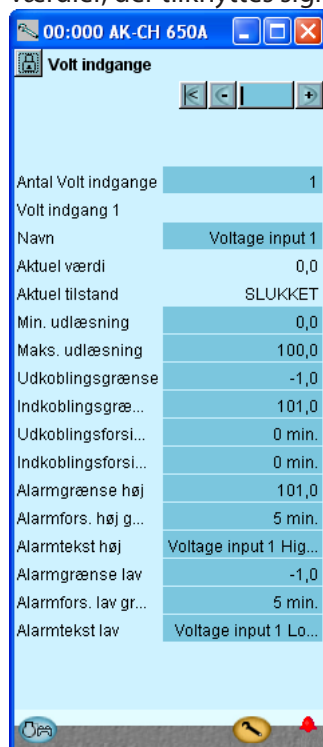 00:000 AK-CH 650A
Volt indgange
Antal Volt indgange 1
Volt indgang 1
Navn Voltage input 1
Aktuel værdi 0,0
Aktuel tilstand SLUKKET
Min. udlæsning 0,0
Maks. udlæsning 100,0
Udkoblingsgrænse -1,0
Indkoblingsgræ... 101,0
Udkoblingsforsi... 0 min.
Indkoblingsforsi... 0 min.
Alarmgrænse høj 101,0
Alarmfors. høj g... 5 min.
Alarmtekst høj Voltage input 1 Hig...
Alarmgrænse lav -1,0
Alarmfors. lav gr... 5 min.
Alarmtekst lav Voltage input 1 Lo...